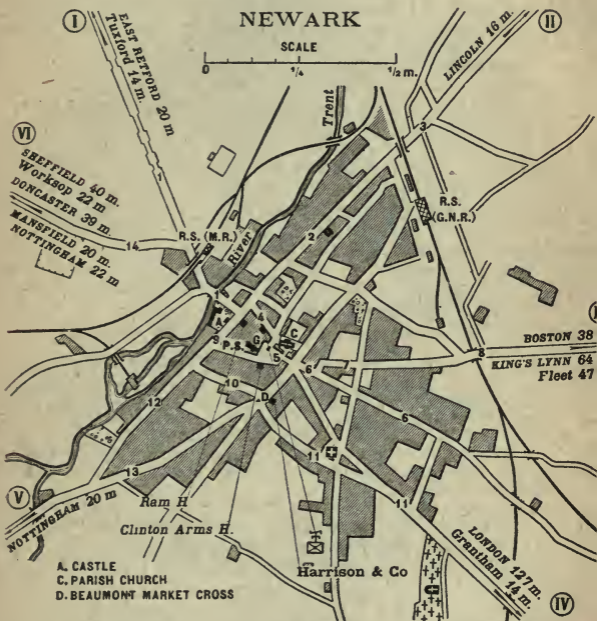 NEWARK
SCALE
0 1/4 1/2 m.
I
EAST RETFORD 20 m
Tuxford 14 m.
II
LINCOLN 16 m.
Trent
3
VI
SHEFFIELD 40 m.
Worksop 22 m
DONCASTER 39 m.
MANSFIELD 20 m.
NOTTINGHAM 22 m
14
R.S. (M.R.)
River
2
R.S.
(G.N.R.)
1
A
4
9
P.S.
G
C
5
6
8
BOSTON 38
KING'S LYNN 64
Fleet 47
10
12
D
6
11
13
11
V
NOTTINGHAM 20 m
Ram H
Clinton Arms H.
Harrison & Co
LONDON 127 m.
Grantham 14 m.
IV
A. CASTLE
C. PARISH CHURCH
D. BEAUMONT MARKET CROSS